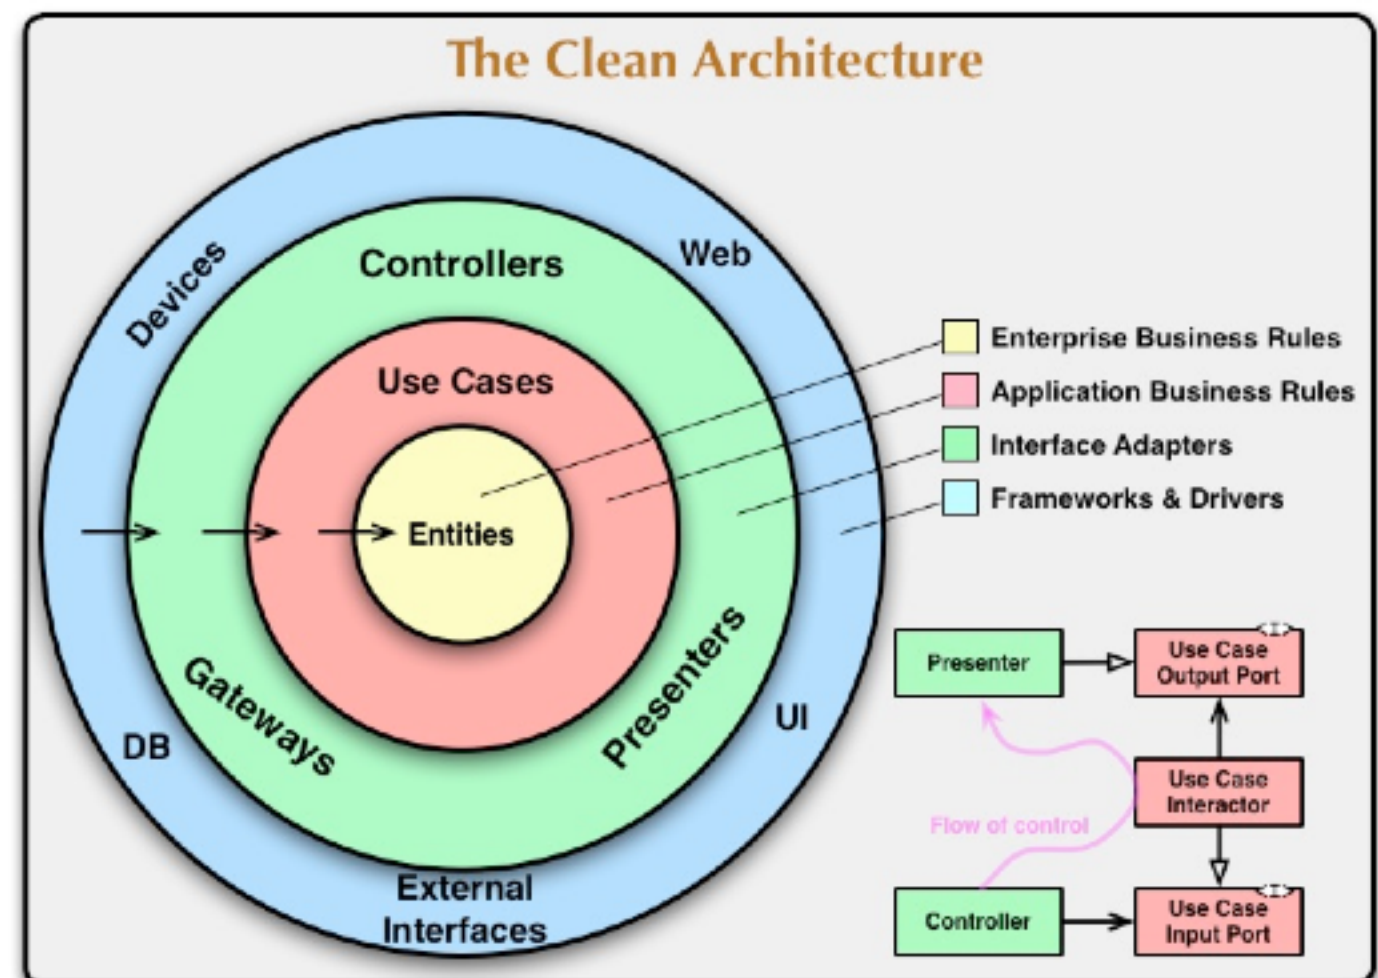 The Clean Architecture
Devices
Controllers
Web
Use Cases
Entities
Gateways
Presenters
DB
UI
External
Interfaces
Enterprise Business Rules
Application Business Rules
Interface Adapters
Frameworks & Drivers
Presenter
Use Case
Output Port
Use Case
Interactor
Flow of control
Controller
Use Case
Input Port